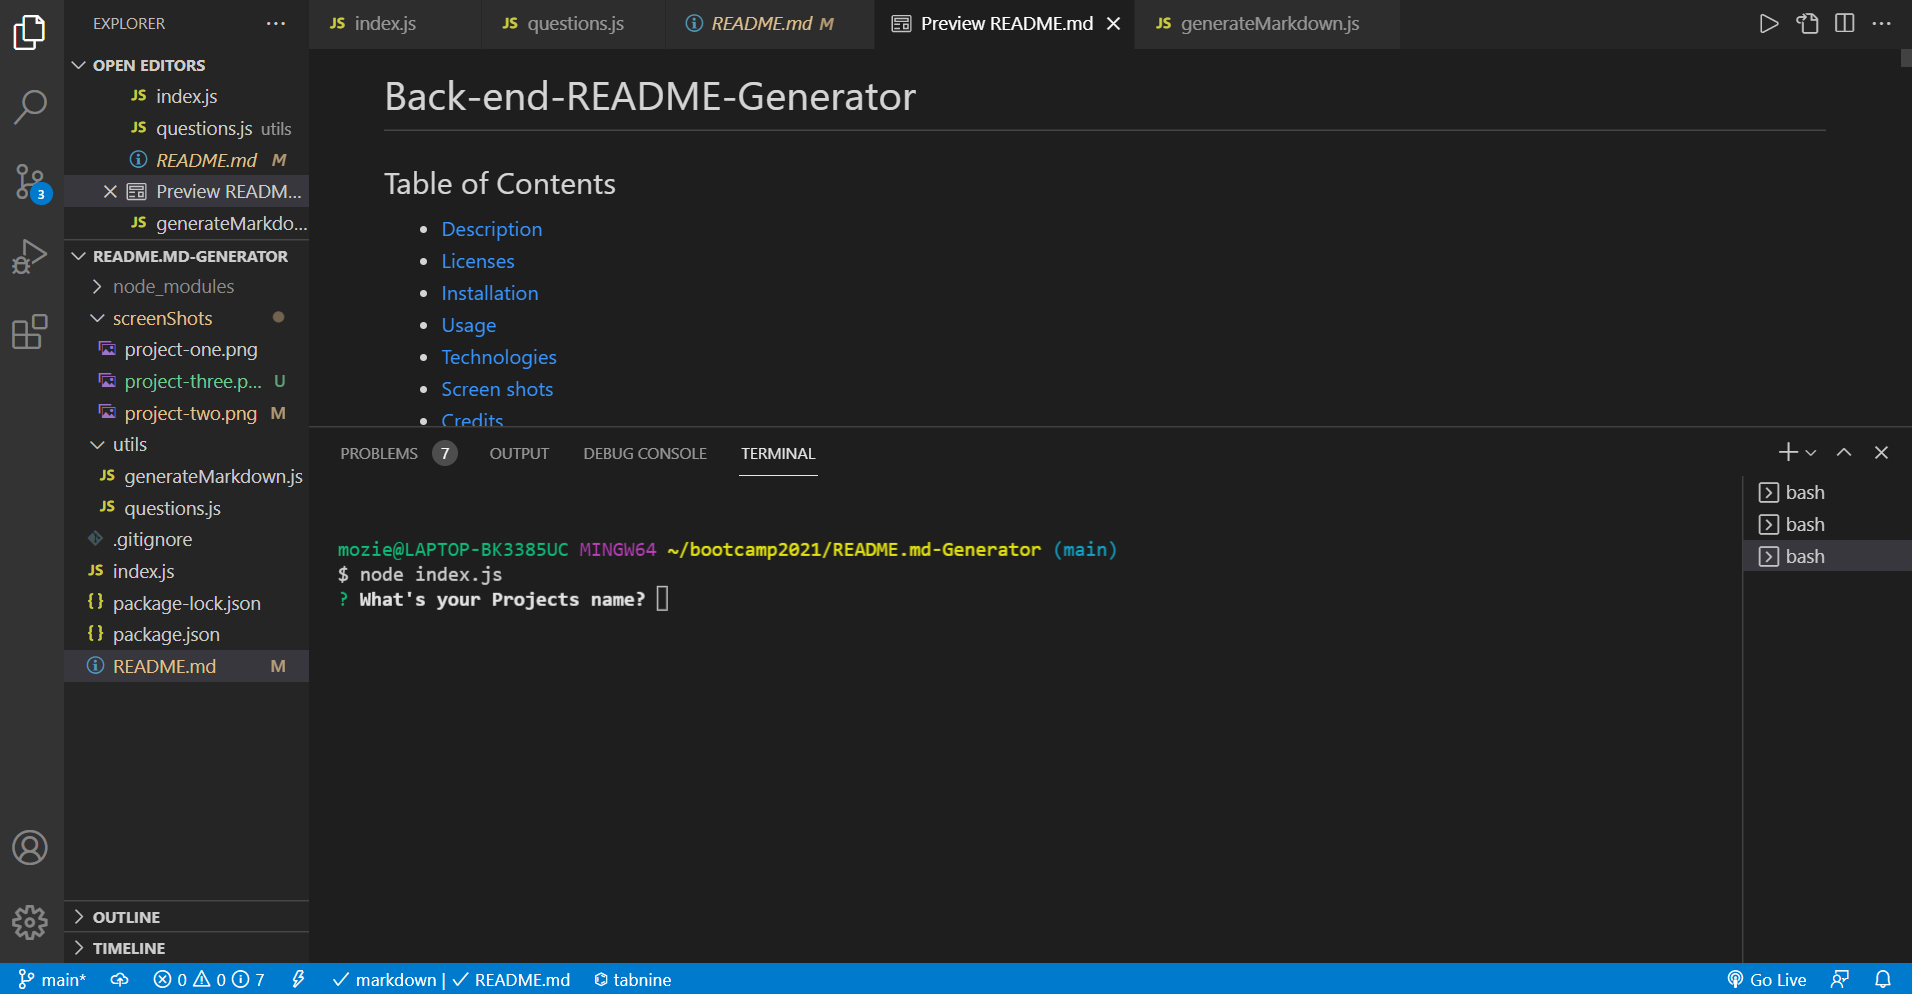 EXPLORER
OPEN EDITORS
JS index.js
JS questions.js utils
README.md M
Preview READM...
JS generateMarkdo...
README.MD-GENERATOR
node_modules
screenShots
project-one.png
project-three.p... U
project-two.png M
utils
JS generateMarkdown.js
JS questions.js
.gitignore
JS index.js
{} package-lock.json
{} package.json
README.md M
OUTLINE
TIMELINE
3
JS index.js
JS questions.js
README.md M
Preview README.md
JS generateMarkdown.js
Back-end-README-Generator
Table of Contents
• Description
• Licenses
• Installation
• Usage
• Technologies
• Screen shots
• Credits
PROBLEMS 7 OUTPUT DEBUG CONSOLE TERMINAL
mozie@LAPTOP-BK3385UC MINGW64 ~/bootcamp2021/README.md-Generator (main)
$ node index.js
? What's your Projects name?
bash
bash
bash
main* 0 0 7 markdown | README.md tabnine Go Live